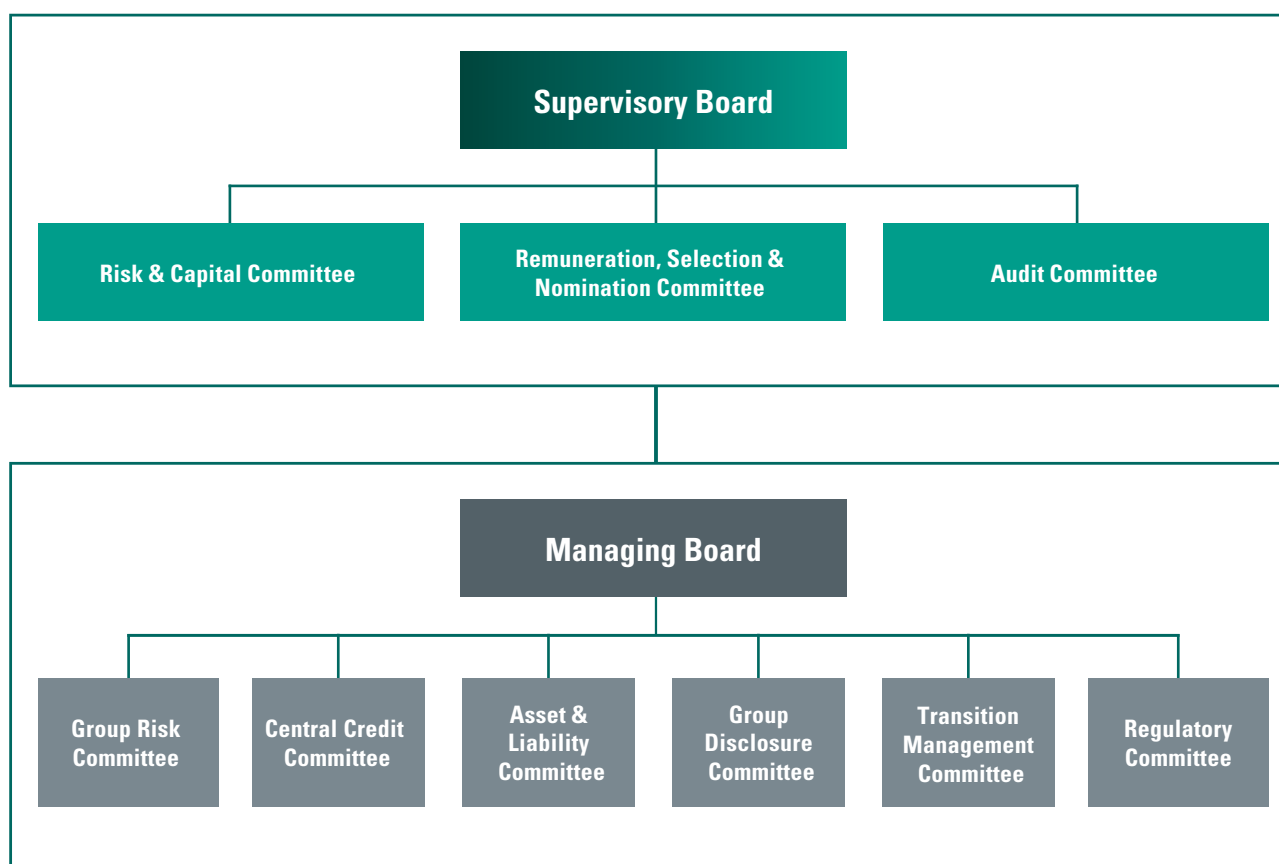 Supervisory Board
Risk & Capital Committee
Remuneration, Selection &
Nomination Committee
Audit Committee
Managing Board
Group Risk
Committee
Central Credit
Committee
Asset &
Liability
Committee
Group
Disclosure
Committee
Transition
Management
Committee
Regulatory
Committee